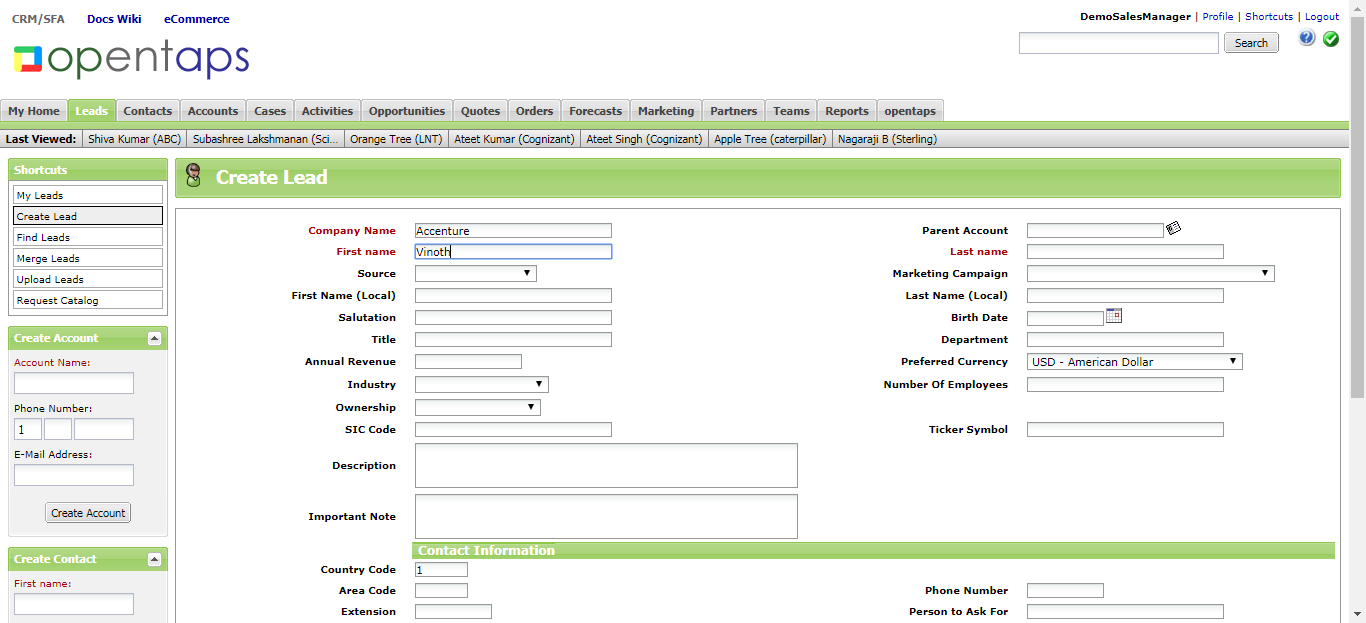 CRM/SFA Docs Wiki eCommerce
DemoSalesManager | Profile | Shortcuts | Logout
opentaps
Search
My Home Leads Contacts Accounts Cases Activities Opportunities Quotes Orders Forecasts Marketing Partners Teams Reports opentaps
Last Viewed: Shiva Kumar (ABC) Subashree Lakshmanan (Sci... Orange Tree (LNT) Ateet Kumar (Cognizant) Ateet Singh (Cognizant) Apple Tree (caterpillar) Nagaraji B (Sterling)
Shortcuts
My Leads
Create Lead
Find Leads
Merge Leads
Upload Leads
Request Catalog
Create Account
Account Name:
Phone Number:
1
E-Mail Address:
Create Account
Create Contact
First name:
Create Lead
Company Name Accenture Parent Account
First name Vinoth Last name
Source Marketing Campaign
First Name (Local) Last Name (Local)
Salutation Birth Date
Title Department
Annual Revenue Preferred Currency USD - American Dollar
Industry Number Of Employees
Ownership
SIC Code Ticker Symbol
Description
Important Note
Contact Information
Country Code 1
Area Code Phone Number
Extension Person to Ask For